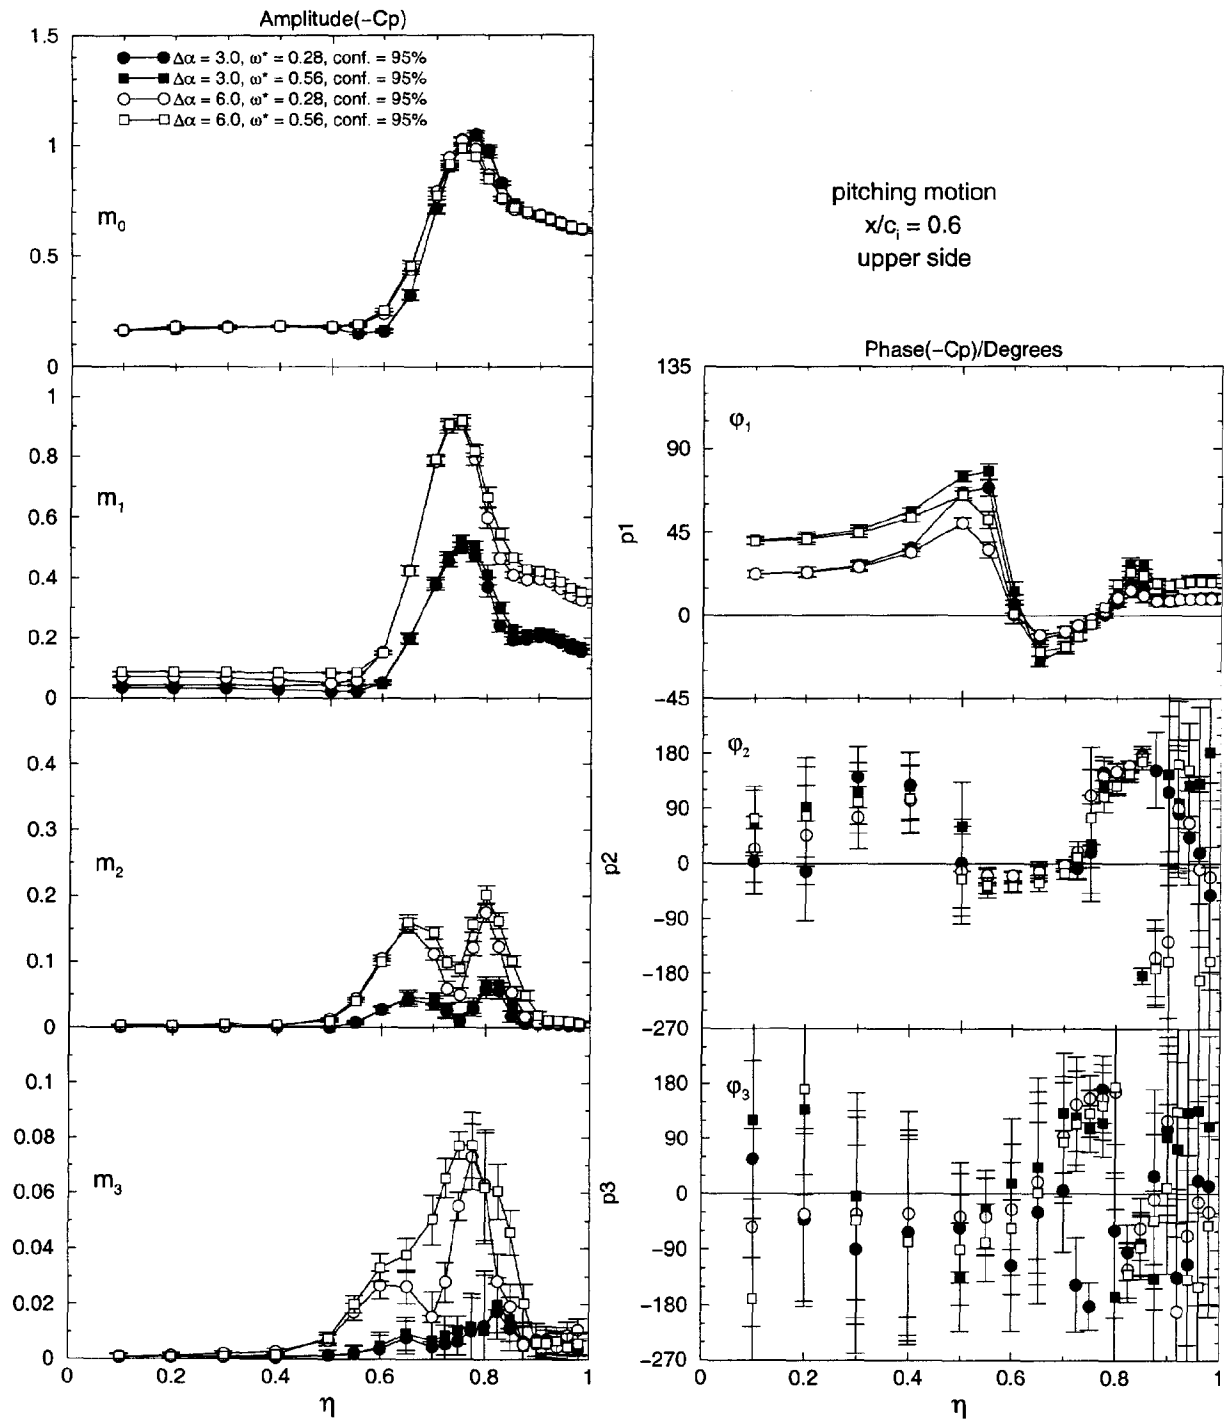 Amplitude(-Cp)
1.5
Δα = 3.0, ω* = 0.28, conf. = 95%
Δα = 3.0, ω* = 0.56, conf. = 95%
Δα = 6.0, ω* = 0.28, conf. = 95%
Δα = 6.0, ω* = 0.56, conf. = 95%
1
m₀
0.5
0
pitching motion
x/cᵢ = 0.6
upper side
1
0.8
m₁
0.6
0.4
0.2
0
Phase(-Cp)/Degrees
135
φ₁
90
p1
45
0
-45
0.4
0.3
m₂
0.2
0.1
0
φ₂
180
90
p2
0
-90
-180
-270
0.1
0.08
m₃
0.06
0.04
0.02
0
0 0.2 0.4 0.6 0.8 1
η
φ₃
180
90
p3
0
-90
-180
-270
0 0.2 0.4 0.6 0.8 1
η